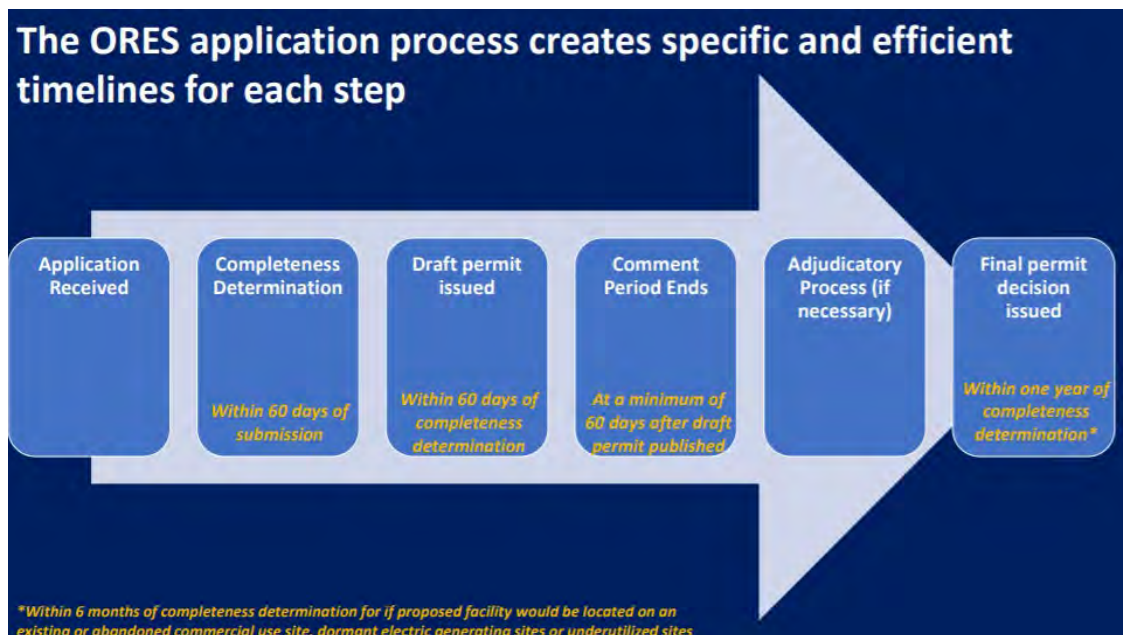 The ORES application process creates specific and efficient
timelines for each step
Application
Received
Completeness
Determination
Within 60 days of
submission
Draft permit
issued
Within 60 days of
completeness
determination
Comment
Period Ends
At a minimum of
60 days after draft
permit published
Adjudicatory
Process (if
necessary)
Final permit
decision
issued
Within one year of
completeness
determination*
*Within 6 months of completeness determination for if proposed facility would be located on an
existing or abandoned commercial use site, dormant electric generating sites or underutilized sites